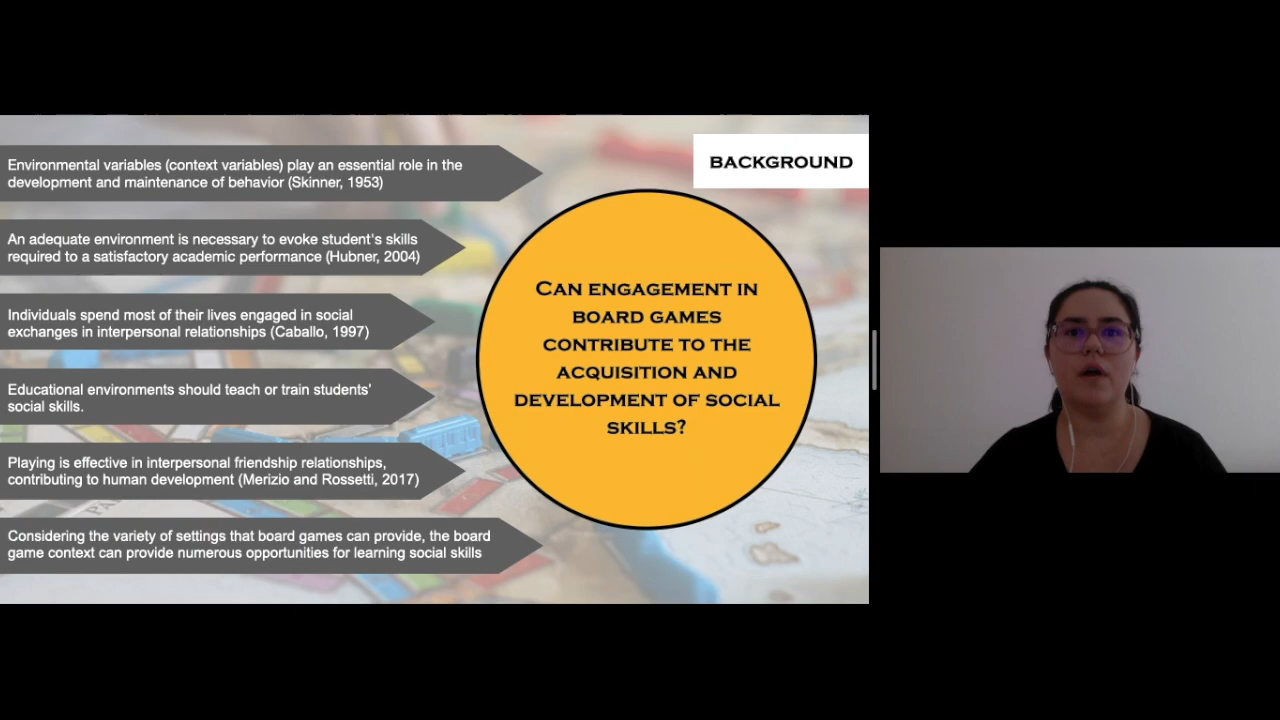 BACKGROUND
Environmental variables (context variables) play an essential role in the
development and maintenance of behavior (Skinner, 1953)
An adequate environment is necessary to evoke student's skills
required to a satisfactory academic performance (Hubner, 2004)
Individuals spend most of their lives engaged in social
exchanges in interpersonal relationships (Caballo, 1997)
Educational environments should teach or train students'
social skills.
Playing is effective in interpersonal friendship relationships,
contributing to human development (Merizio and Rossetti, 2017)
Considering the variety of settings that board games can provide, the board
game context can provide numerous opportunities for learning social skills
CAN ENGAGEMENT IN
BOARD GAMES
CONTRIBUTE TO THE
ACQUISITION AND
DEVELOPMENT OF SOCIAL
SKILLS?